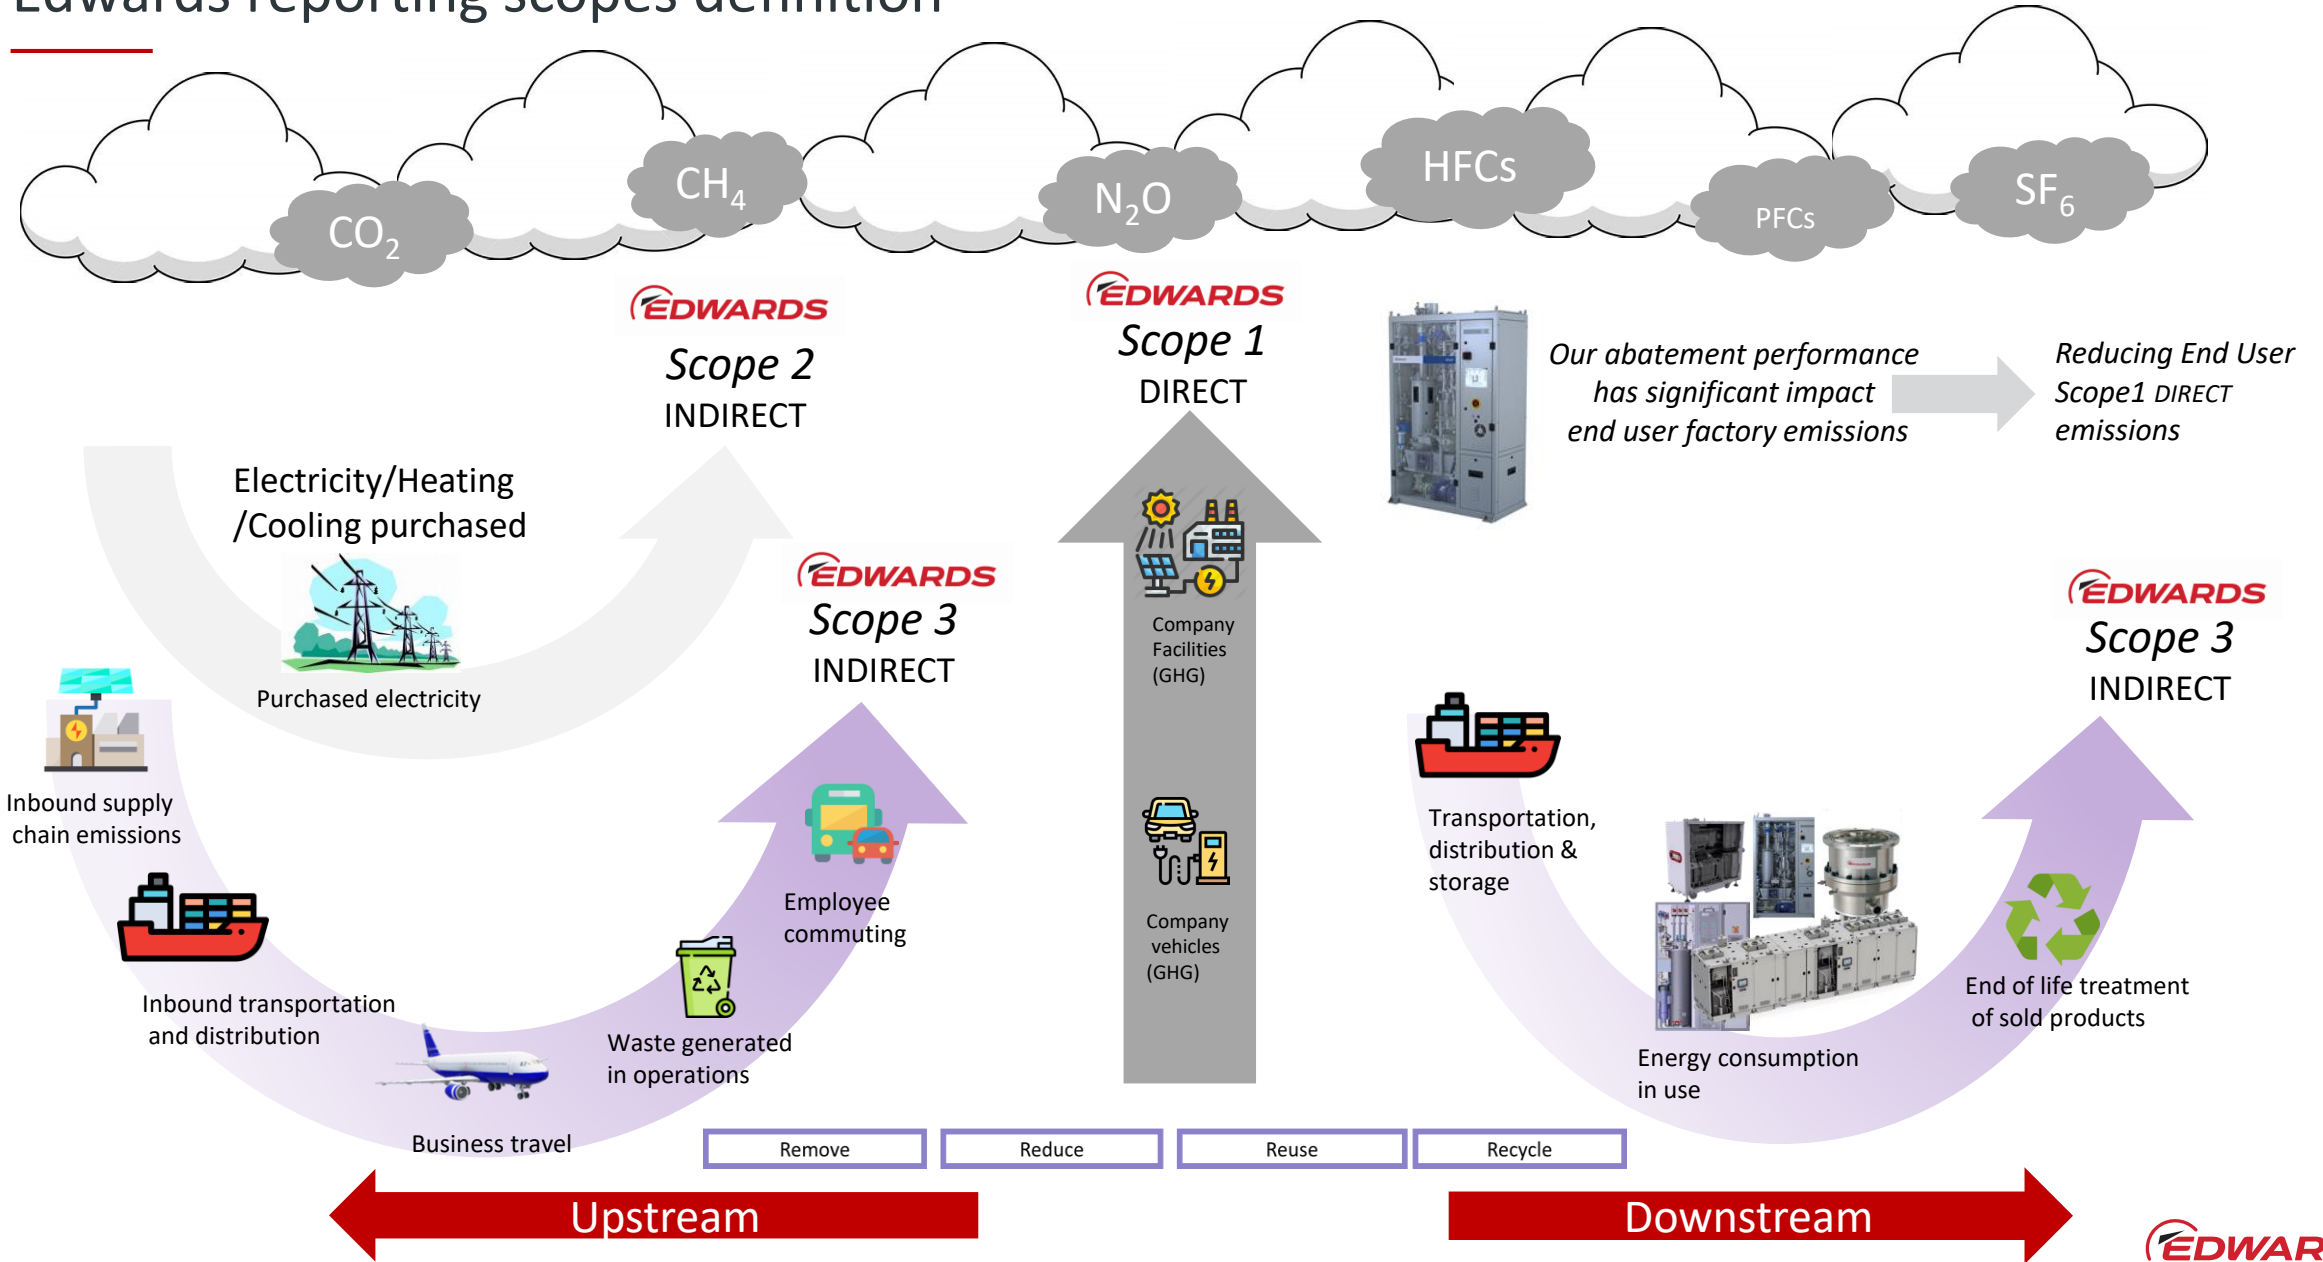 Edwards reporting scopes definition
CO2
CH4
N2O
HFCs
PFCs
SF6
EDWARDS
Scope 2
INDIRECT
Electricity/Heating
/Cooling purchased
Purchased electricity
EDWARDS
Scope 3
INDIRECT
Inbound supply
chain emissions
Inbound transportation
and distribution
Business travel
Waste generated
in operations
Employee
commuting
EDWARDS
Scope 1
DIRECT
Company
Facilities
(GHG)
Company
vehicles
(GHG)
Our abatement performance
has significant impact
end user factory emissions
Reducing End User
Scope1 DIRECT
emissions
EDWARDS
Scope 3
INDIRECT
Transportation,
distribution &
storage
Energy consumption
in use
End of life treatment
of sold products
Remove
Reduce
Reuse
Recycle
Upstream
Downstream
EDWAR